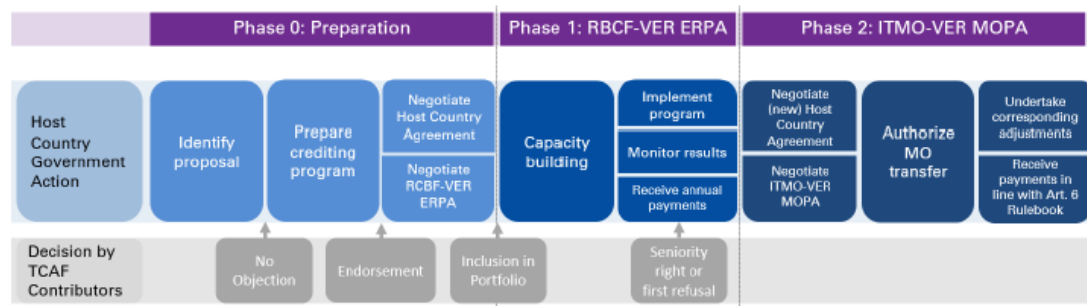 Phase 0: Preparation
Phase 1: RBCF-VER ERPA
Phase 2: ITMO-VER MOPA
Host
Country
Government
Action
Identify
proposal
Prepare
crediting
program
Negotiate
Host Country
Agreement
Negotiate
RCBF-VER
ERPA
Capacity
building
Implement
program
Monitor results
Receive annual
payments
Negotiate
(new) Host
Country
Agreement
Negotiate
ITMO-VER
MOPA
Authorize
MO
transfer
Undertake
corresponding
adjustments
Receive
payments in
line with Art. 6
Rulebook
Decision by
TCAF
Contributors
No
Objection
Endorsement
Inclusion in
Portfolio
Seniority
right or
first refusal